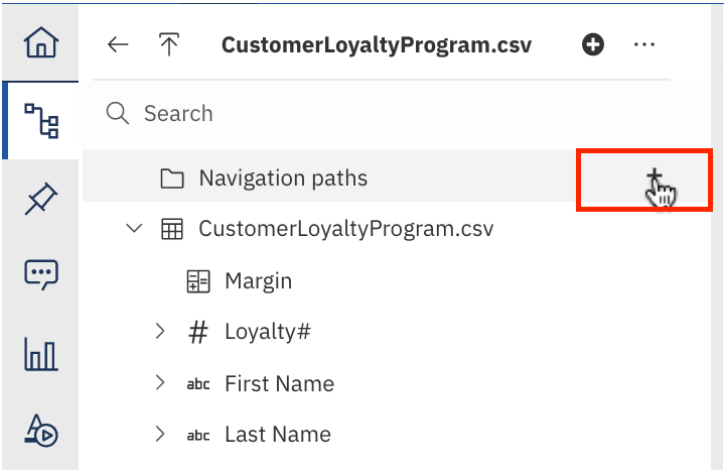 CustomerLoyaltyProgram.csv
Search
Navigation paths
CustomerLoyaltyProgram.csv
Margin
# Loyalty#
abc First Name
abc Last Name